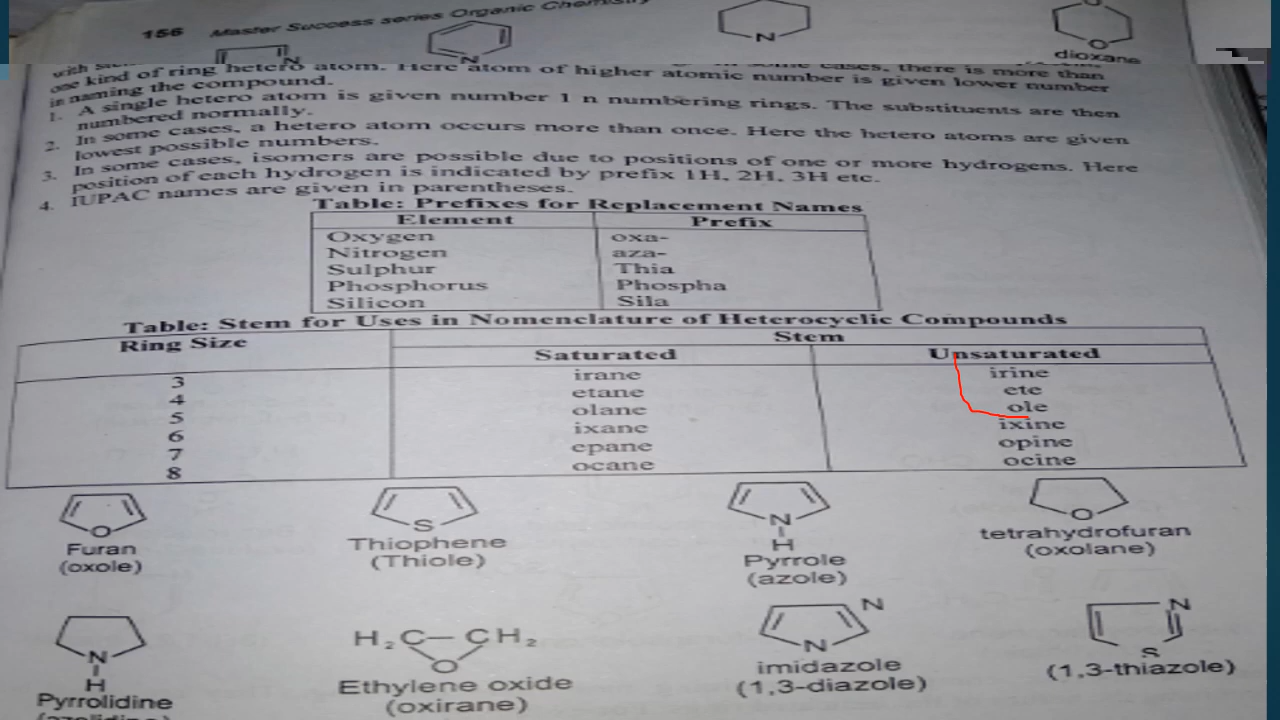 156 Master Success series Organic Chemistry
N
N
N
O
dioxane
cases, there is more than
one kind of ring hetero atom. Here atom of higher atomic number is given lower number
in naming the compound.
1. A single hetero atom is given number 1 n numbering rings. The substituents are then
numbered normally.
2. In some cases, a hetero atom occurs more than once. Here the hetero atoms are given
lowest possible numbers.
3. In some cases, isomers are possible due to positions of one or more hydrogens. Here
position of each hydrogen is indicated by prefix 1H, 2H, 3H etc.
4. IUPAC names are given in parentheses.
Table: Prefixes for Replacement Names
Element Prefix
Oxygen oxa-
Nitrogen aza-
Sulphur Thia
Phosphorus Phospha
Silicon Sila
Table: Stem for Uses in Nomenclature of Heterocyclic Compounds
Ring Size Stem
Saturated Unsaturated
3 irane irine
4 etane ete
5 olane ole
6 ixane ixine
7 epane opine
8 ocane ocine
O S N O
H
Furan Thiophene Pyrrole tetrahydrofuran
(oxole) (Thiole) (azole) (oxolane)
N H₂C—CH₂ N N
H O N S
Pyrrolidine Ethylene oxide imidazole (1,3-thiazole)
(oxirane) (1,3-diazole)